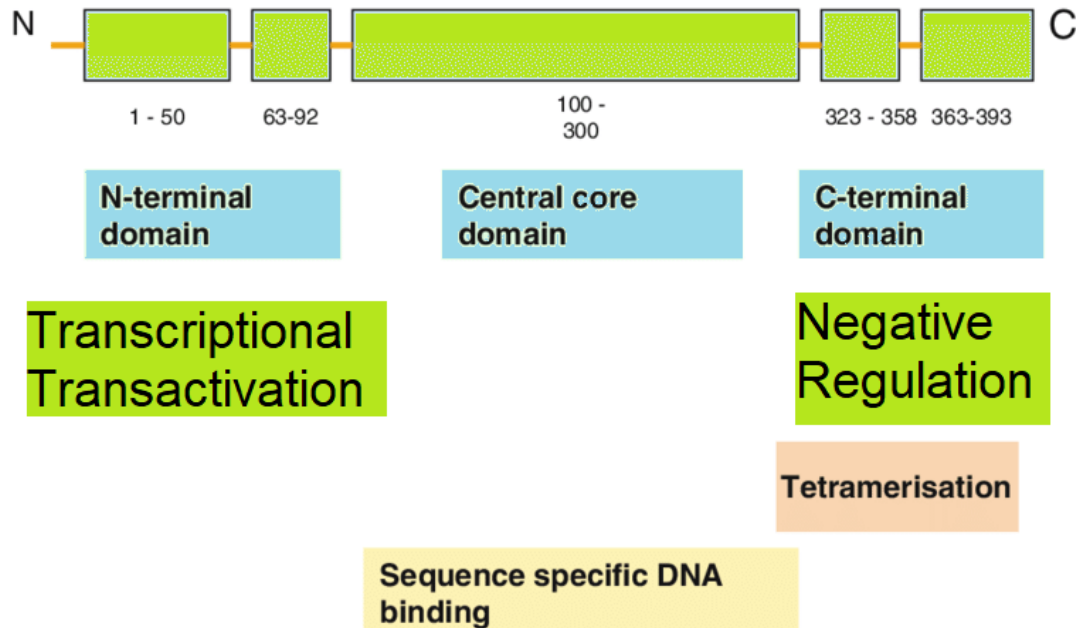 N C
1 - 50 63-92 100 - 323 - 358 363-393
300
N-terminal Central core C-terminal
domain domain domain
Transcriptional Negative
Transactivation Regulation
Tetramerisation
Sequence specific DNA
binding